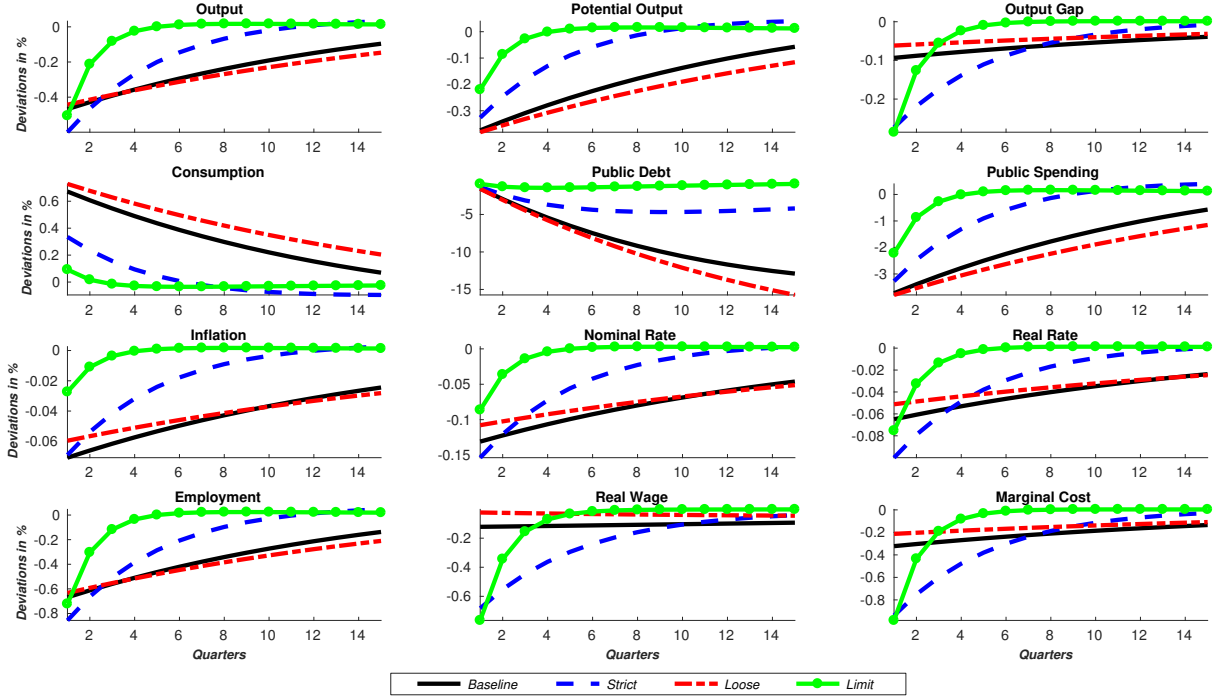 Output
Potential Output
Output Gap
Deviations in %
0
-0.2
-0.4
2 4 6 8 10 12 14
0
-0.1
-0.2
-0.3
2 4 6 8 10 12 14
0
-0.1
-0.2
2 4 6 8 10 12 14
Consumption
Public Debt
Public Spending
Deviations in %
0.6
0.4
0.2
0
2 4 6 8 10 12 14
-5
-10
-15
2 4 6 8 10 12 14
0
-1
-2
-3
2 4 6 8 10 12 14
Inflation
Nominal Rate
Real Rate
Deviations in %
0
-0.02
-0.04
-0.06
2 4 6 8 10 12 14
0
-0.05
-0.1
-0.15
2 4 6 8 10 12 14
0
-0.02
-0.04
-0.06
-0.08
2 4 6 8 10 12 14
Employment
Real Wage
Marginal Cost
Deviations in %
0
-0.2
-0.4
-0.6
-0.8
2 4 6 8 10 12 14
-0.2
-0.4
-0.6
2 4 6 8 10 12 14
0
-0.2
-0.4
-0.6
-0.8
2 4 6 8 10 12 14
Quarters
Quarters
Quarters
Baseline Strict Loose Limit